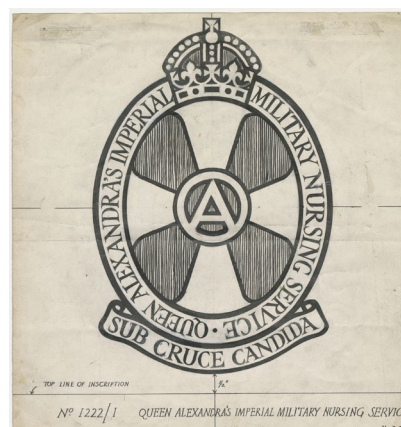 QUEEN ALEXANDRA'S IMPERIAL MILITARY NURSING SERVICE ·
A
SUB CRUCE CANDIDA
TOP LINE OF INSCRIPTION
Nº 1222/1 QUEEN ALEXANDRA'S IMPERIAL MILITARY NURSING SERVIC